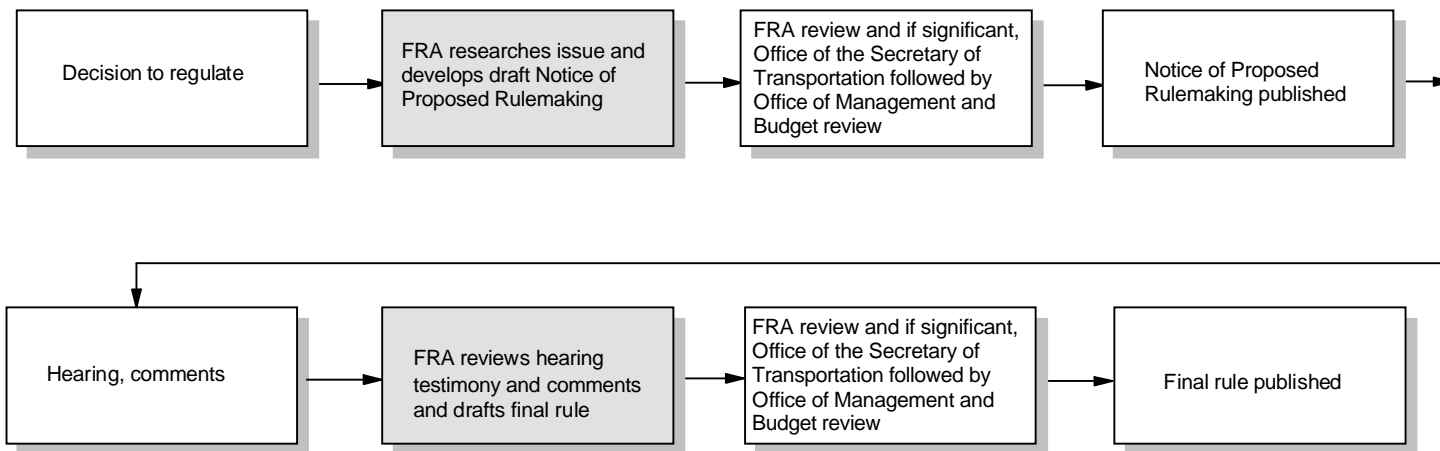 Decision to regulate
FRA researches issue and
develops draft Notice of
Proposed Rulemaking
FRA review and if significant,
Office of the Secretary of
Transportation followed by
Office of Management and
Budget review
Notice of Proposed
Rulemaking published
Hearing, comments
FRA reviews hearing
testimony and comments
and drafts final rule
FRA review and if significant,
Office of the Secretary of
Transportation followed by
Office of Management and
Budget review
Final rule published